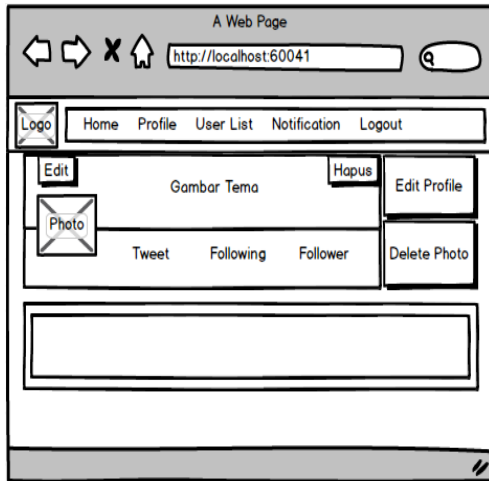 A Web Page
http://localhost:60041
Logo Home Profile User List Notification Logout
Edit Hapus
Gambar Tema
Edit Profile
Photo
Tweet Following Follower
Delete Photo